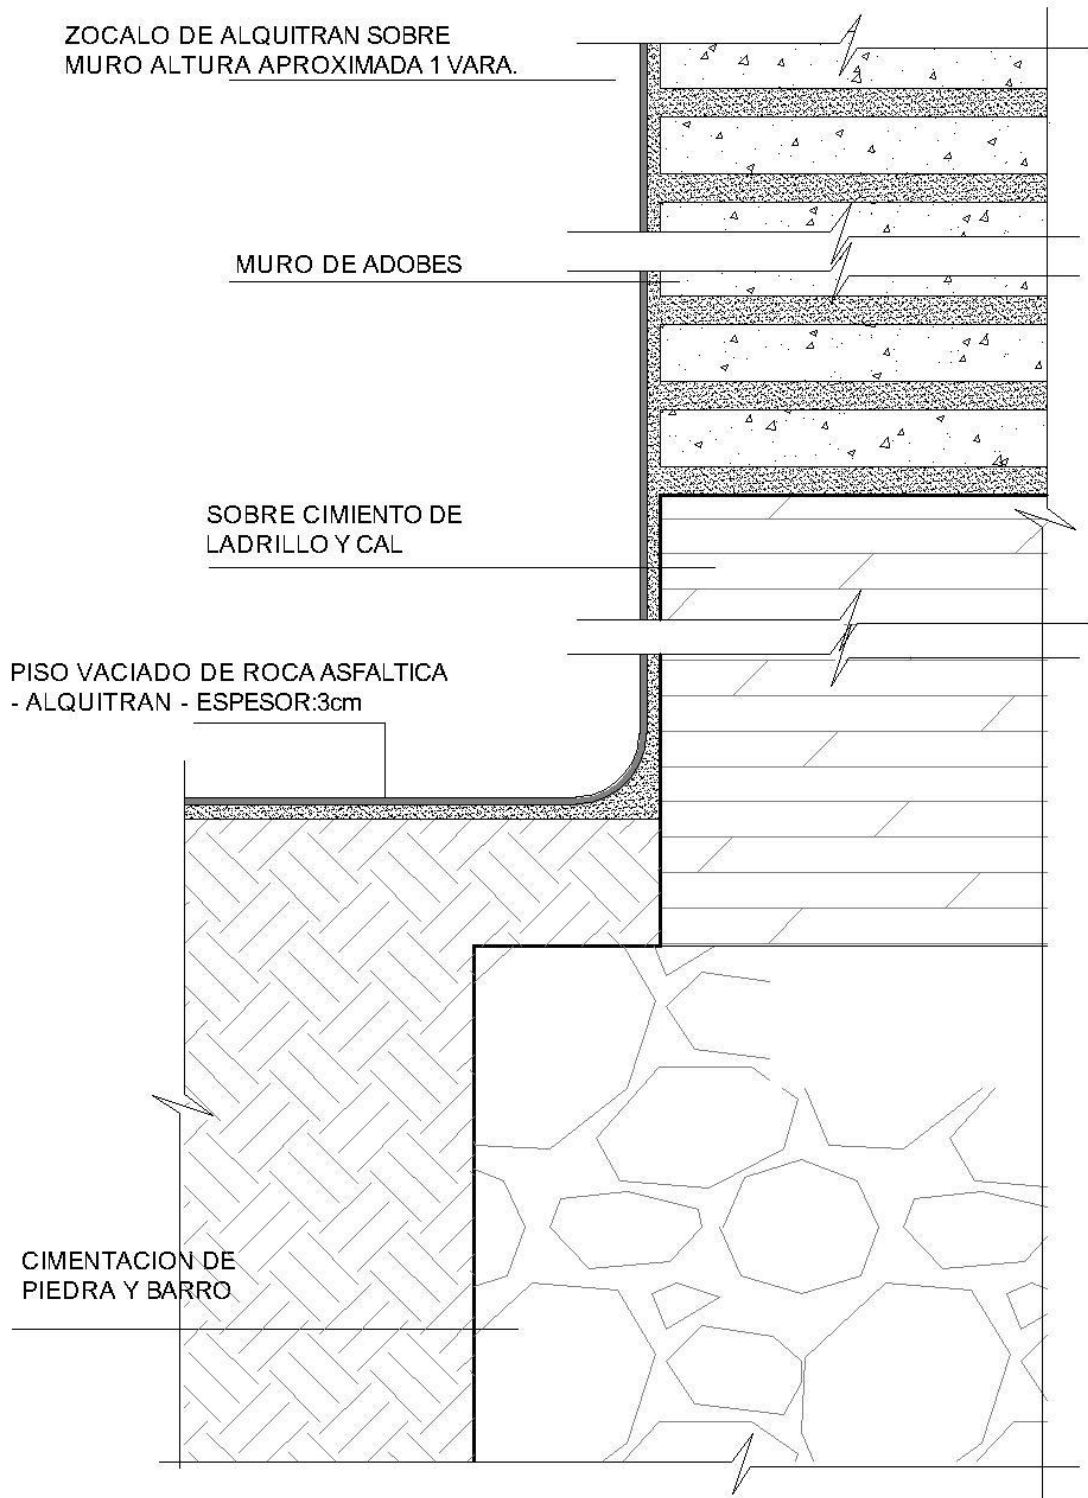 ZOCALO DE ALQUITRAN SOBRE
MURO ALTURA APROXIMADA 1 VARA.
MURO DE ADOBES
SOBRE CIMIENTO DE
LADRILLO Y CAL
PISO VACIADO DE ROCA ASFALTICA
- ALQUITRAN - ESPESOR:3cm
CIMENTACION DE
PIEDRA Y BARRO